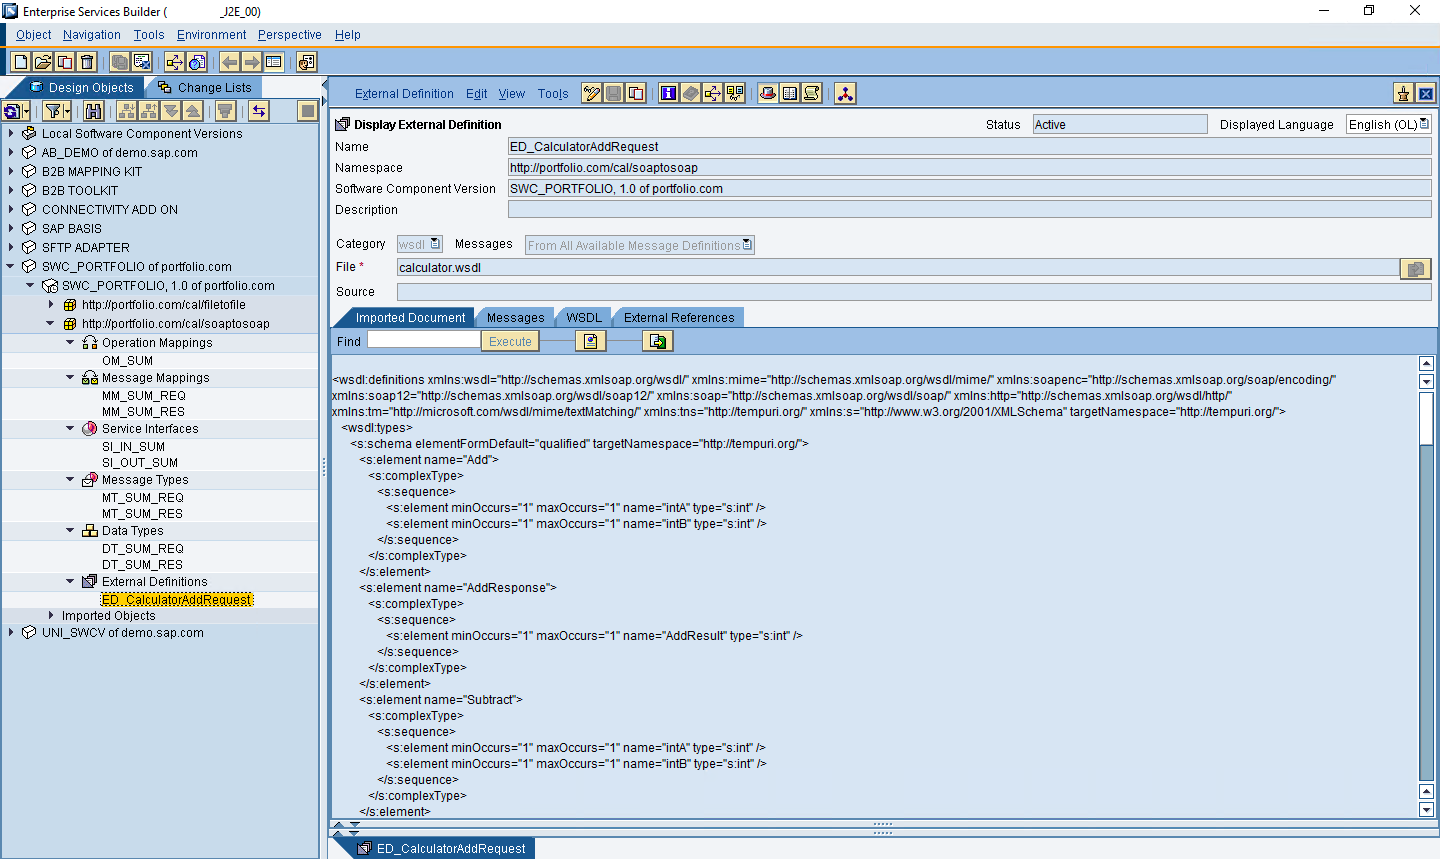 Enterprise Services Builder ( _J2E_00)
Object Navigation Tools Environment Perspective Help
Design Objects Change Lists
Local Software Component Versions
AB_DEMO of demo.sap.com
B2B MAPPING KIT
B2B TOOLKIT
CONNECTIVITY ADD ON
SAP BASIS
SFTP ADAPTER
SWC_PORTFOLIO of portfolio.com
SWC_PORTFOLIO, 1.0 of portfolio.com
http://portfolio.com/cal/filetofile
http://portfolio.com/cal/soaptosoap
Operation Mappings
OM_SUM
Message Mappings
MM_SUM_REQ
MM_SUM_RES
Service Interfaces
SI_IN_SUM
SI_OUT_SUM
Message Types
MT_SUM_REQ
MT_SUM_RES
Data Types
DT_SUM_REQ
DT_SUM_RES
External Definitions
ED_CalculatorAddRequest
Imported Objects
UNI_SWCV of demo.sap.com
External Definition Edit View Tools
Display External Definition Status Active Displayed Language English (OL)
Name ED_CalculatorAddRequest
Namespace http://portfolio.com/cal/soaptosoap
Software Component Version SWC_PORTFOLIO, 1.0 of portfolio.com
Description
Category wsdl Messages From All Available Message Definitions
File * calculator.wsdl
Source
Imported Document Messages WSDL External References
Find Execute
<wsdl:definitions xmlns:wsdl="http://schemas.xmlsoap.org/wsdl/" xmlns:mime="http://schemas.xmlsoap.org/wsdl/mime/" xmlns:soapenc="http://schemas.xmlsoap.org/soap/encoding/"
xmlns:soap12="http://schemas.xmlsoap.org/wsdl/soap12/" xmlns:soap="http://schemas.xmlsoap.org/wsdl/soap/" xmlns:http="http://schemas.xmlsoap.org/wsdl/http/"
xmlns:tm="http://microsoft.com/wsdl/mime/textMatching/" xmlns:tns="http://tempuri.org/" xmlns:s="http://www.w3.org/2001/XMLSchema" targetNamespace="http://tempuri.org/">
<wsdl:types>
<s:schema elementFormDefault="qualified" targetNamespace="http://tempuri.org/">
<s:element name="Add">
<s:complexType>
<s:sequence>
<s:element minOccurs="1" maxOccurs="1" name="intA" type="s:int" />
<s:element minOccurs="1" maxOccurs="1" name="intB" type="s:int" />
</s:sequence>
</s:complexType>
</s:element>
<s:element name="AddResponse">
<s:complexType>
<s:sequence>
<s:element minOccurs="1" maxOccurs="1" name="AddResult" type="s:int" />
</s:sequence>
</s:complexType>
</s:element>
<s:element name="Subtract">
<s:complexType>
<s:sequence>
<s:element minOccurs="1" maxOccurs="1" name="intA" type="s:int" />
<s:element minOccurs="1" maxOccurs="1" name="intB" type="s:int" />
</s:sequence>
</s:complexType>
</s:element>
ED_CalculatorAddRequest